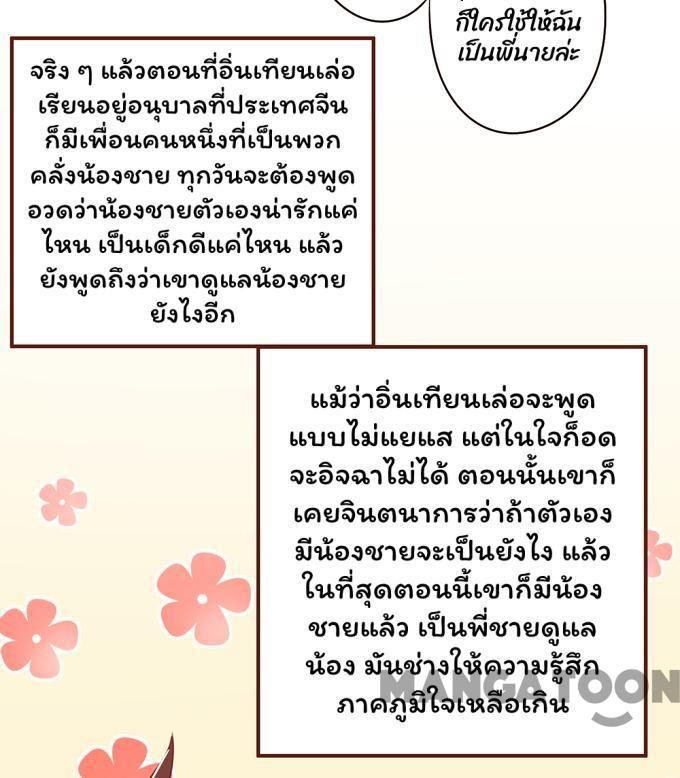 ก็ใครใช้ให้ฉัน
เป็นพี่นายล่ะ
จริง ๆ แล้วตอนที่อิ่นเทียนเล่อ
เรียนอยู่อนุบาลที่ประเทศจีน
ก็มีเพื่อนคนหนึ่งที่เป็นพวก
คลั่งน้องชาย ทุกวันจะต้องพูด
อวดว่าน้องชายตัวเองน่ารักแค่
ไหน เป็นเด็กดีแค่ไหน แล้ว
ยังพูดถึงว่าเขาดูแลน้องชาย
ยังไงอีก
แม้ว่าอิ่นเทียนเล่อจะพูด
แบบไม่แยแส แต่ในใจก็อด
จะอิจฉาไม่ได้ ตอนนั้นเขาก็
เคยจินตนาการว่าถ้าตัวเอง
มีน้องชายจะเป็นยังไง แล้ว
ในที่สุดตอนนี้เขาก็มีน้อง
ชายแล้ว เป็นพี่ชายดูแล
น้อง มันช่างให้ความรู้สึก
ภาคภูมิใจเหลือเกิน
MANGATOON